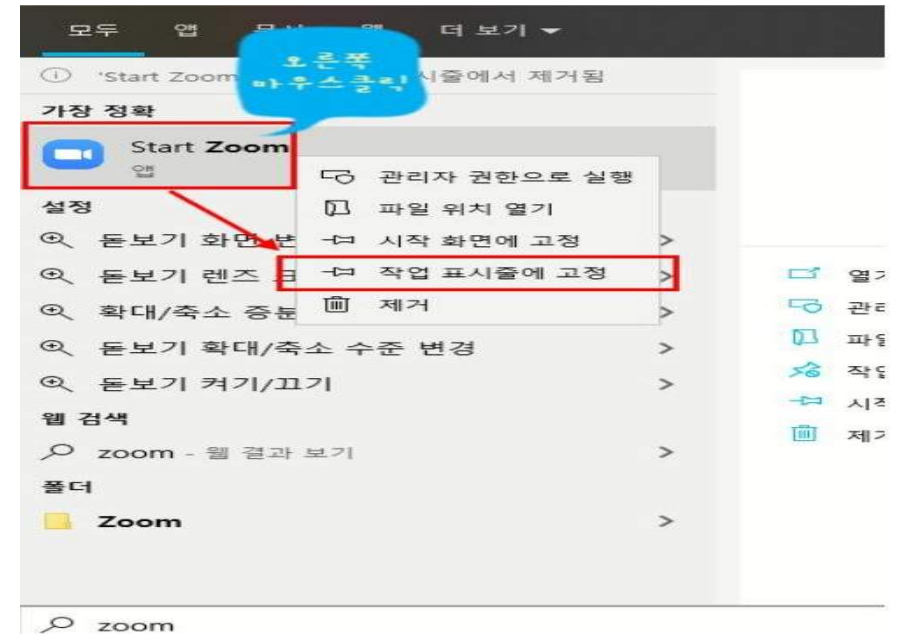 모두 앱 웹 더 보기
오른쪽
마우스클릭
'Start Zoom 시줄에서 제거됨
가장 정확
Start Zoom
앱
관리자 권한으로 실행
파일 위치 열기
시작 화면에 고정
작업 표시줄에 고정
제거
설정
돋보기 화면
돋보기 렌즈
확대/축소 증분
돋보기 확대/축소 수준 변경
돋보기 켜기/끄기
웹 검색
zoom - 웹 결과 보기
폴더
Zoom
zoom